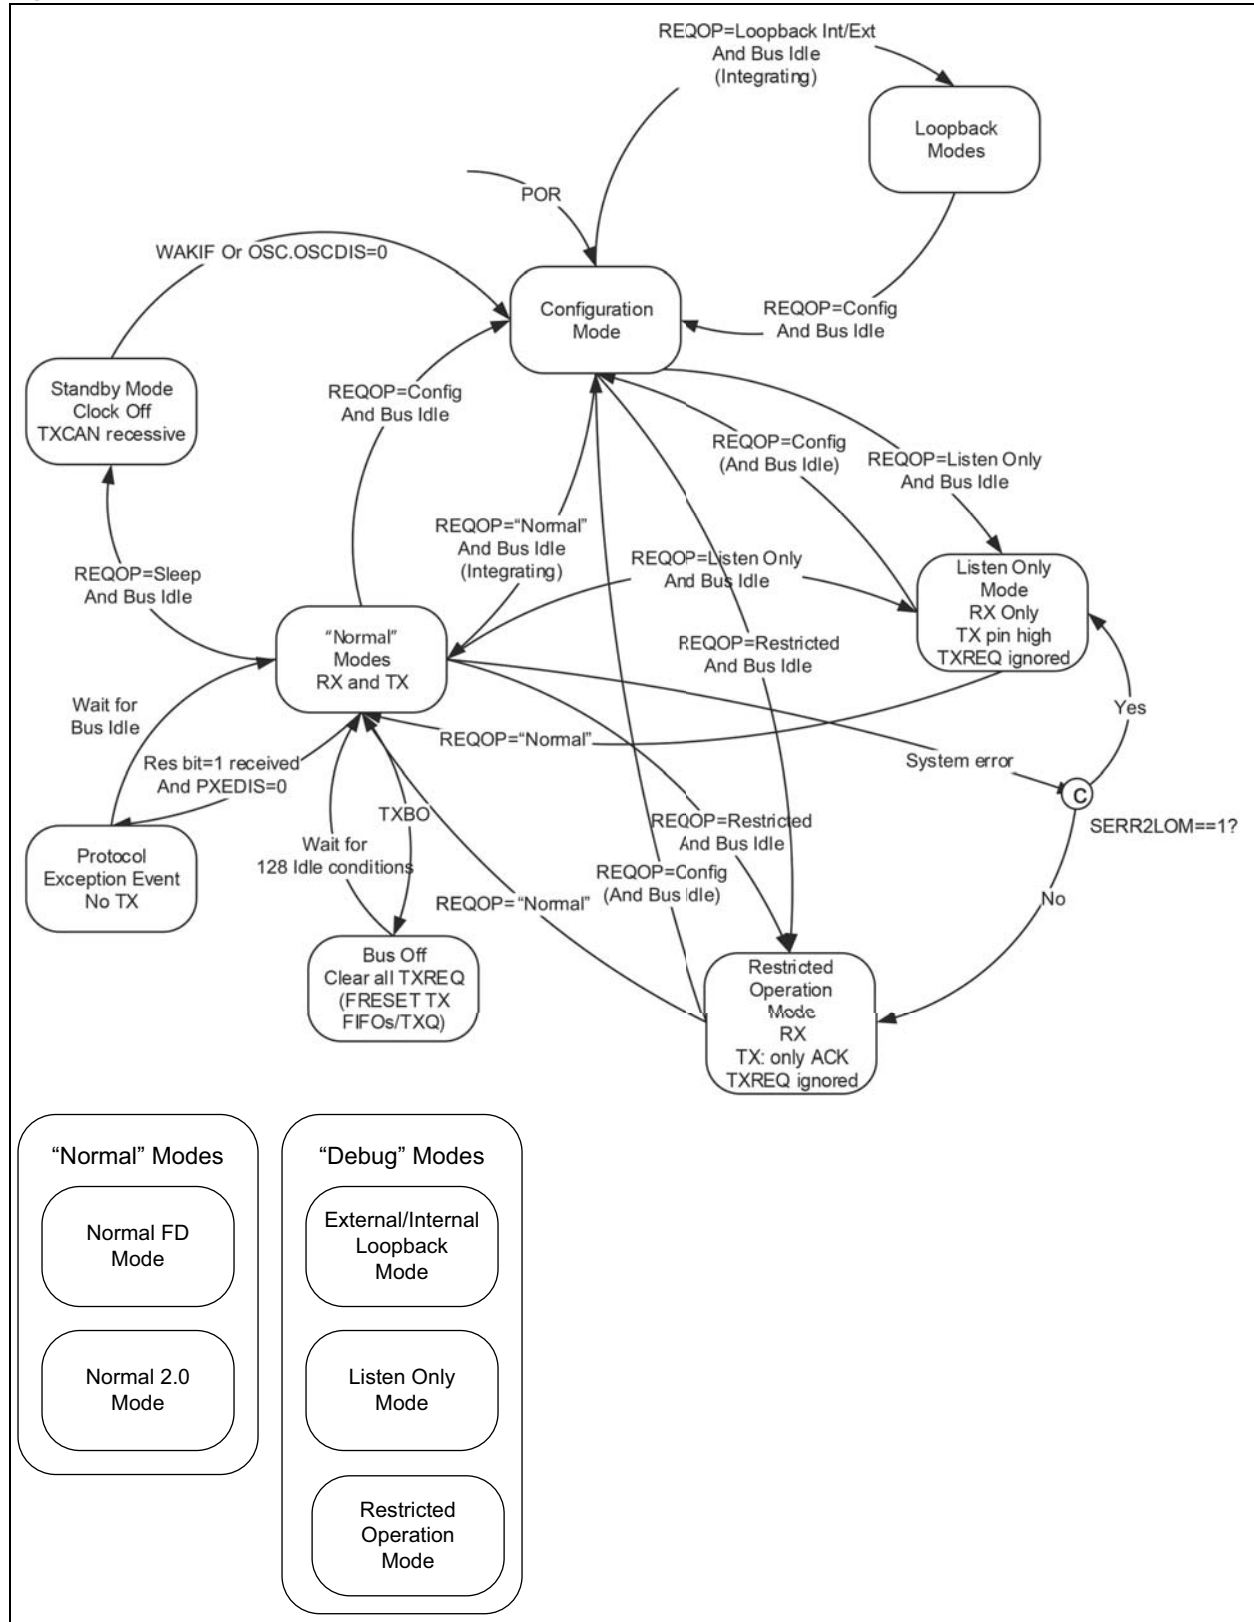 REQOP=Loopback Int/Ext
And Bus Idle
(Integrating)
Loopback
Modes
POR
WAKIF Or OSC.OSCDIS=0
Configuration
Mode
REQOP=Config
And Bus Idle
Standby Mode
Clock Off
TXCAN recessive
REQOP=Config
And Bus Idle
REQOP=Config
(And Bus Idle)
REQOP=Listen Only
And Bus Idle
REQOP="Normal"
And Bus Idle
(Integrating)
REQOP=Listen Only
And Bus Idle
REQOP=Sleep
And Bus Idle
Listen Only
Mode
RX Only
TX pin high
TXREQ ignored
"Normal"
Modes
RX and TX
REQOP=Restricted
And Bus Idle
Wait for
Bus Idle
REQOP="Normal"
Yes
System error
Res bit=1 received
And PXEDIS=0
C
SERR2LOM==1?
TXBO
REQOP=Restricted
And Bus Idle
Wait for
128 Idle conditions
Protocol
Exception Event
No TX
REQOP=Config
(And Bus Idle)
REQOP="Normal"
No
Bus Off
Clear all TXREQ
(FRESET TX
FIFOs/TXQ)
Restricted
Operation
Mode
RX
TX: only ACK
TXREQ ignored
“Normal” Modes
Normal FD
Mode
Normal 2.0
Mode
“Debug” Modes
External/Internal
Loopback
Mode
Listen Only
Mode
Restricted
Operation
Mode